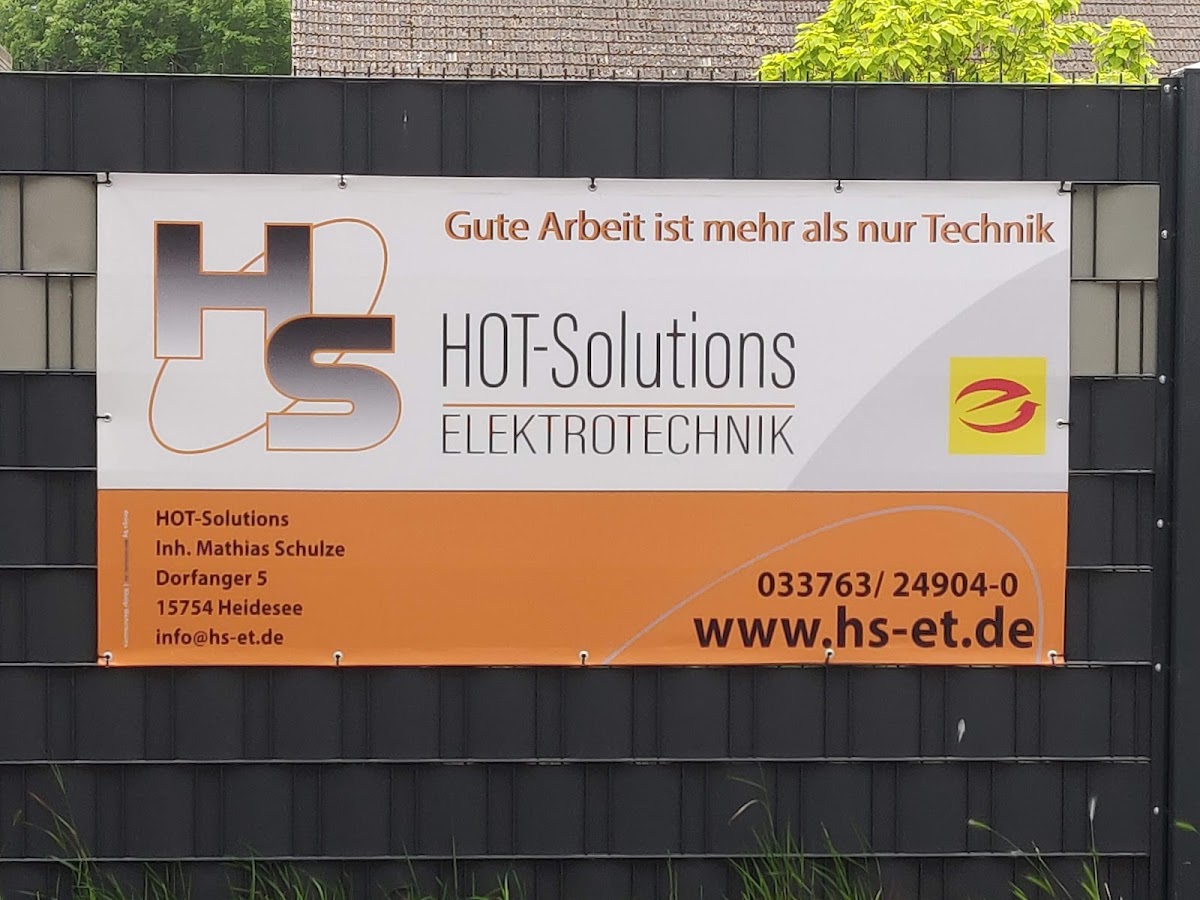 HS
Gute Arbeit ist mehr als nur Technik
HOT-Solutions
ELEKTROTECHNIK
HOT-Solutions
Inh. Mathias Schulze
Dorfanger 5
15754 Heidesee
info@hs-et.de
033763/ 24904-0
www.hs-et.de